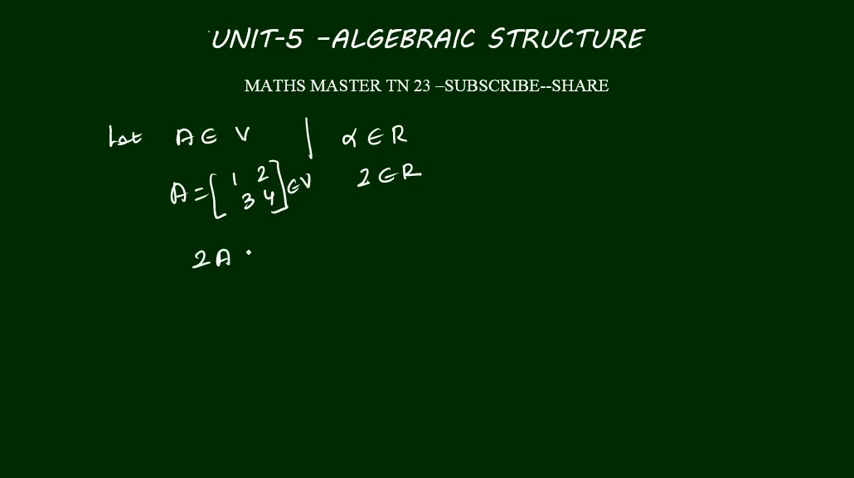 UNIT-5 –ALGEBRAIC STRUCTURE
MATHS MASTER TN 23 –SUBSCRIBE--SHARE
Let A ∈ V | α ∈ R
A = [1 2 3 4] ∈ V 2 ∈ R
2A